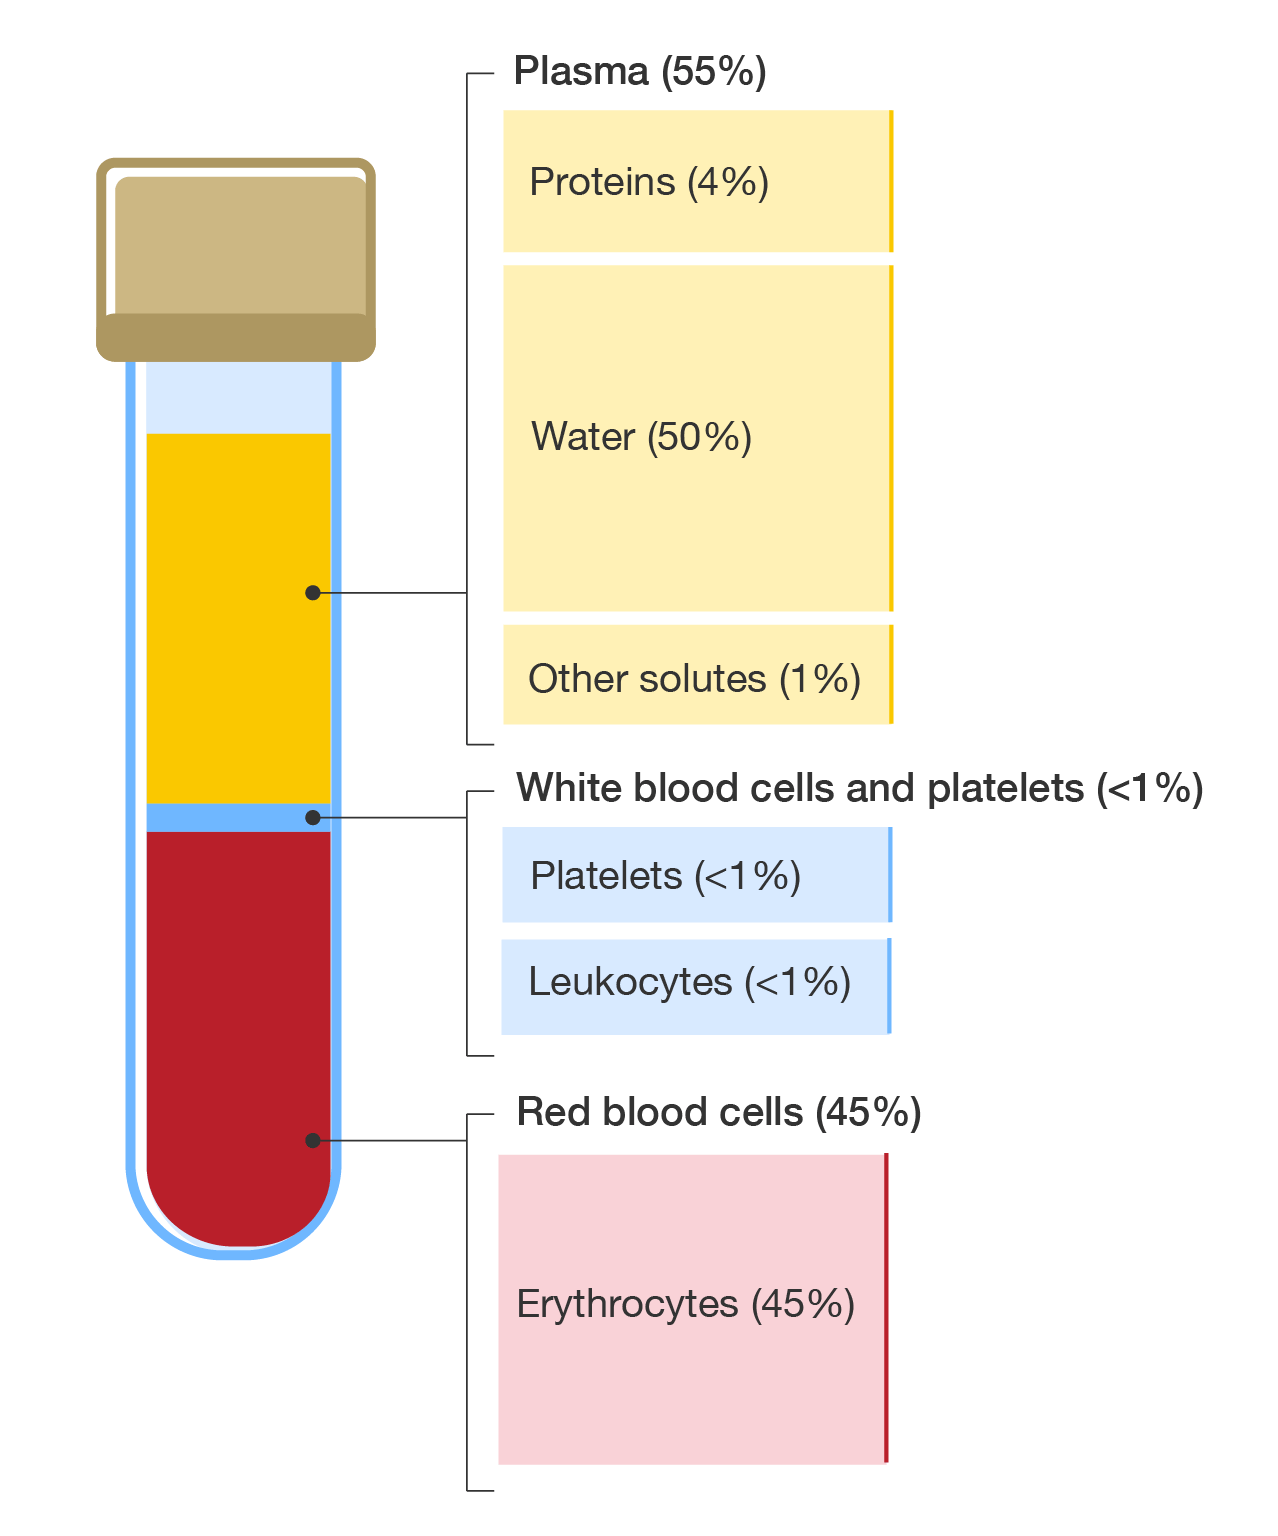 Plasma (55%)
Proteins (4%)
Water (50%)
Other solutes (1%)
White blood cells and platelets (<1%)
Platelets (<1%)
Leukocytes (<1%)
Red blood cells (45%)
Erythrocytes (45%)